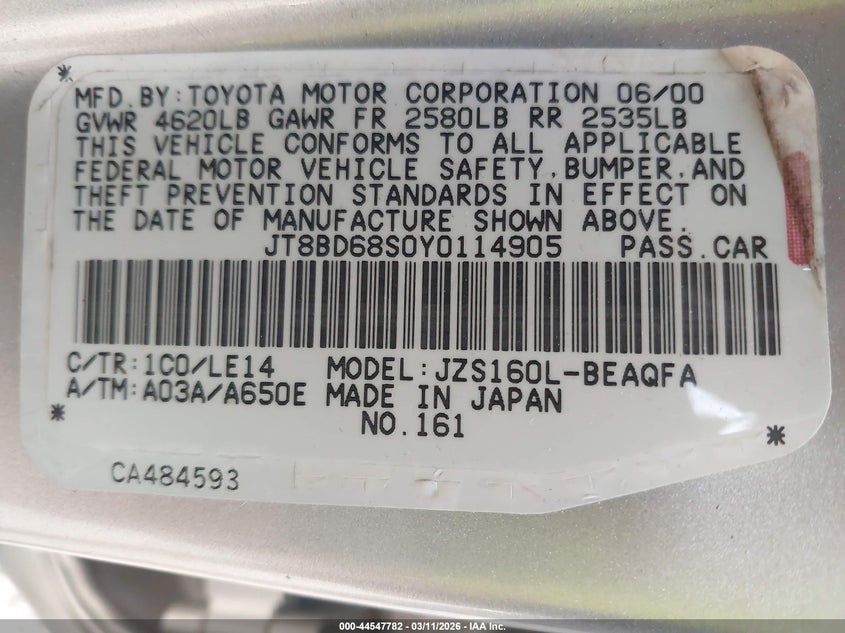 MFD. BY: TOYOTA MOTOR CORPORATION 06/00
GVWR 4620LB GAWR FR 2580LB RR 2535LB
THIS VEHICLE CONFORMS TO ALL APPLICABLE
FEDERAL MOTOR VEHICLE SAFETY, BUMPER, AND
THEFT PREVENTION STANDARDS IN EFFECT ON
THE DATE OF MANUFACTURE SHOWN ABOVE.
JT8BD68S0Y0114905 PASS. CAR
C/TR: 1C0/LE14 MODEL: JZS160L-BEAQFA
A/TM: A03A/A650E MADE IN JAPAN
NO. 161
CA484593
000-44547782 - 03/11/2026 - IAA Inc.